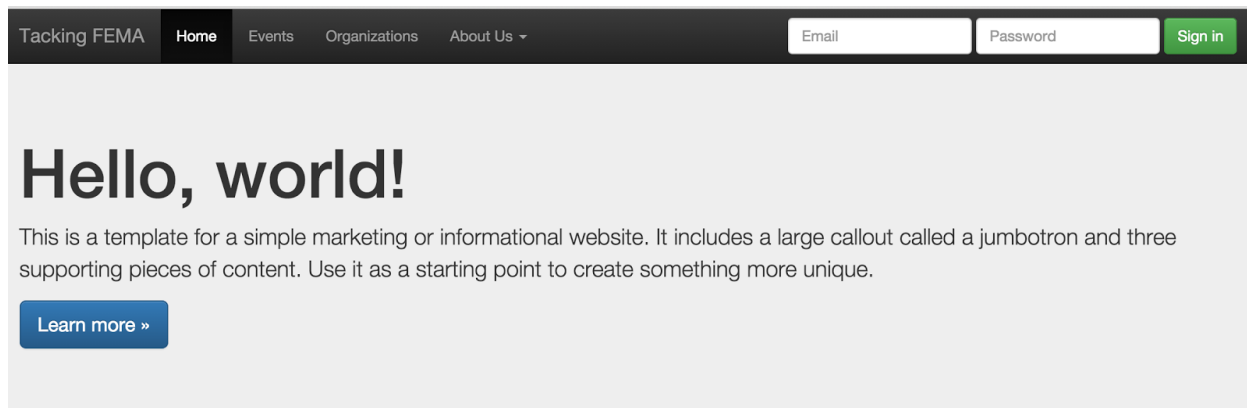 Tacking FEMA Home Events Organizations About Us Email Password Sign in
Hello, world!
This is a template for a simple marketing or informational website. It includes a large callout called a jumbotron and three
supporting pieces of content. Use it as a starting point to create something more unique.
Learn more »